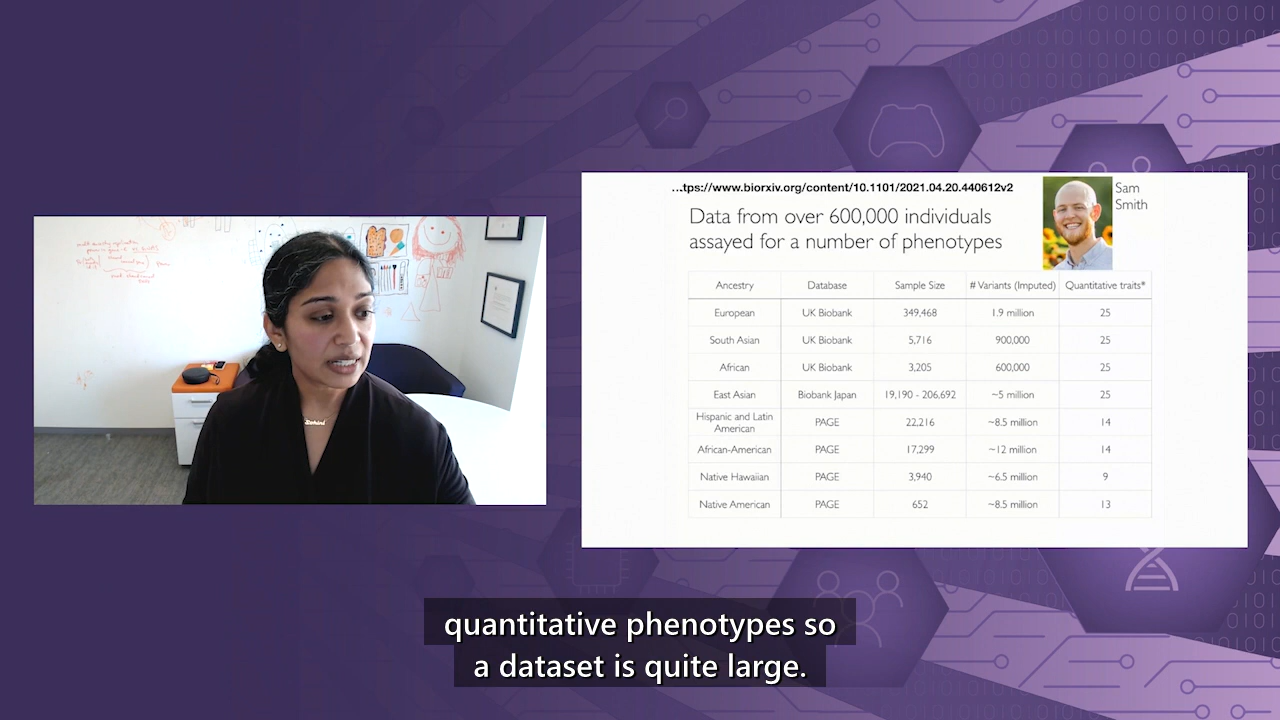 ...tps://www.biorxiv.org/content/10.1101/2021.04.20.440612v2
Sam
Smith
Data from over 600,000 individuals
assayed for a number of phenotypes
Ancestry Database Sample Size # Variants (Imputed) Quantitative traits*
European UK Biobank 349,468 1.9 million 25
South Asian UK Biobank 5,716 900,000 25
African UK Biobank 3,205 600,000 25
East Asian Biobank Japan 19,190 - 206,692 ~5 million 25
Hispanic and Latin American PAGE 22,216 ~8.5 million 14
African-American PAGE 17,299 ~12 million 14
Native Hawaiian PAGE 3,940 ~6.5 million 9
Native American PAGE 652 ~8.5 million 13
quantitative phenotypes so
a dataset is quite large.